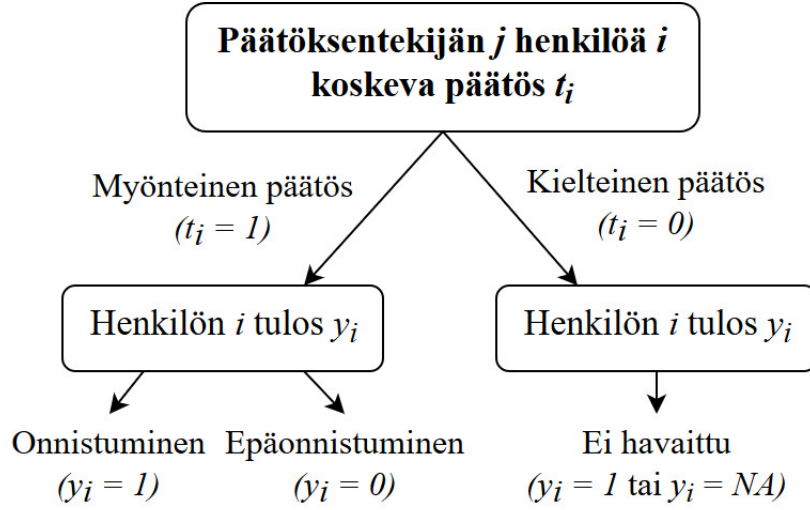 Päätöksentekijän j henkilöä i
koskeva päätös tᵢ
Myönteinen päätös
(tᵢ = 1)
Kielteinen päätös
(tᵢ = 0)
Henkilön i tulos yᵢ
Henkilön i tulos yᵢ
Onnistuminen
(yᵢ = 1)
Epäonnistuminen
(yᵢ = 0)
Ei havaittu
(yᵢ = 1 tai yᵢ = NA)